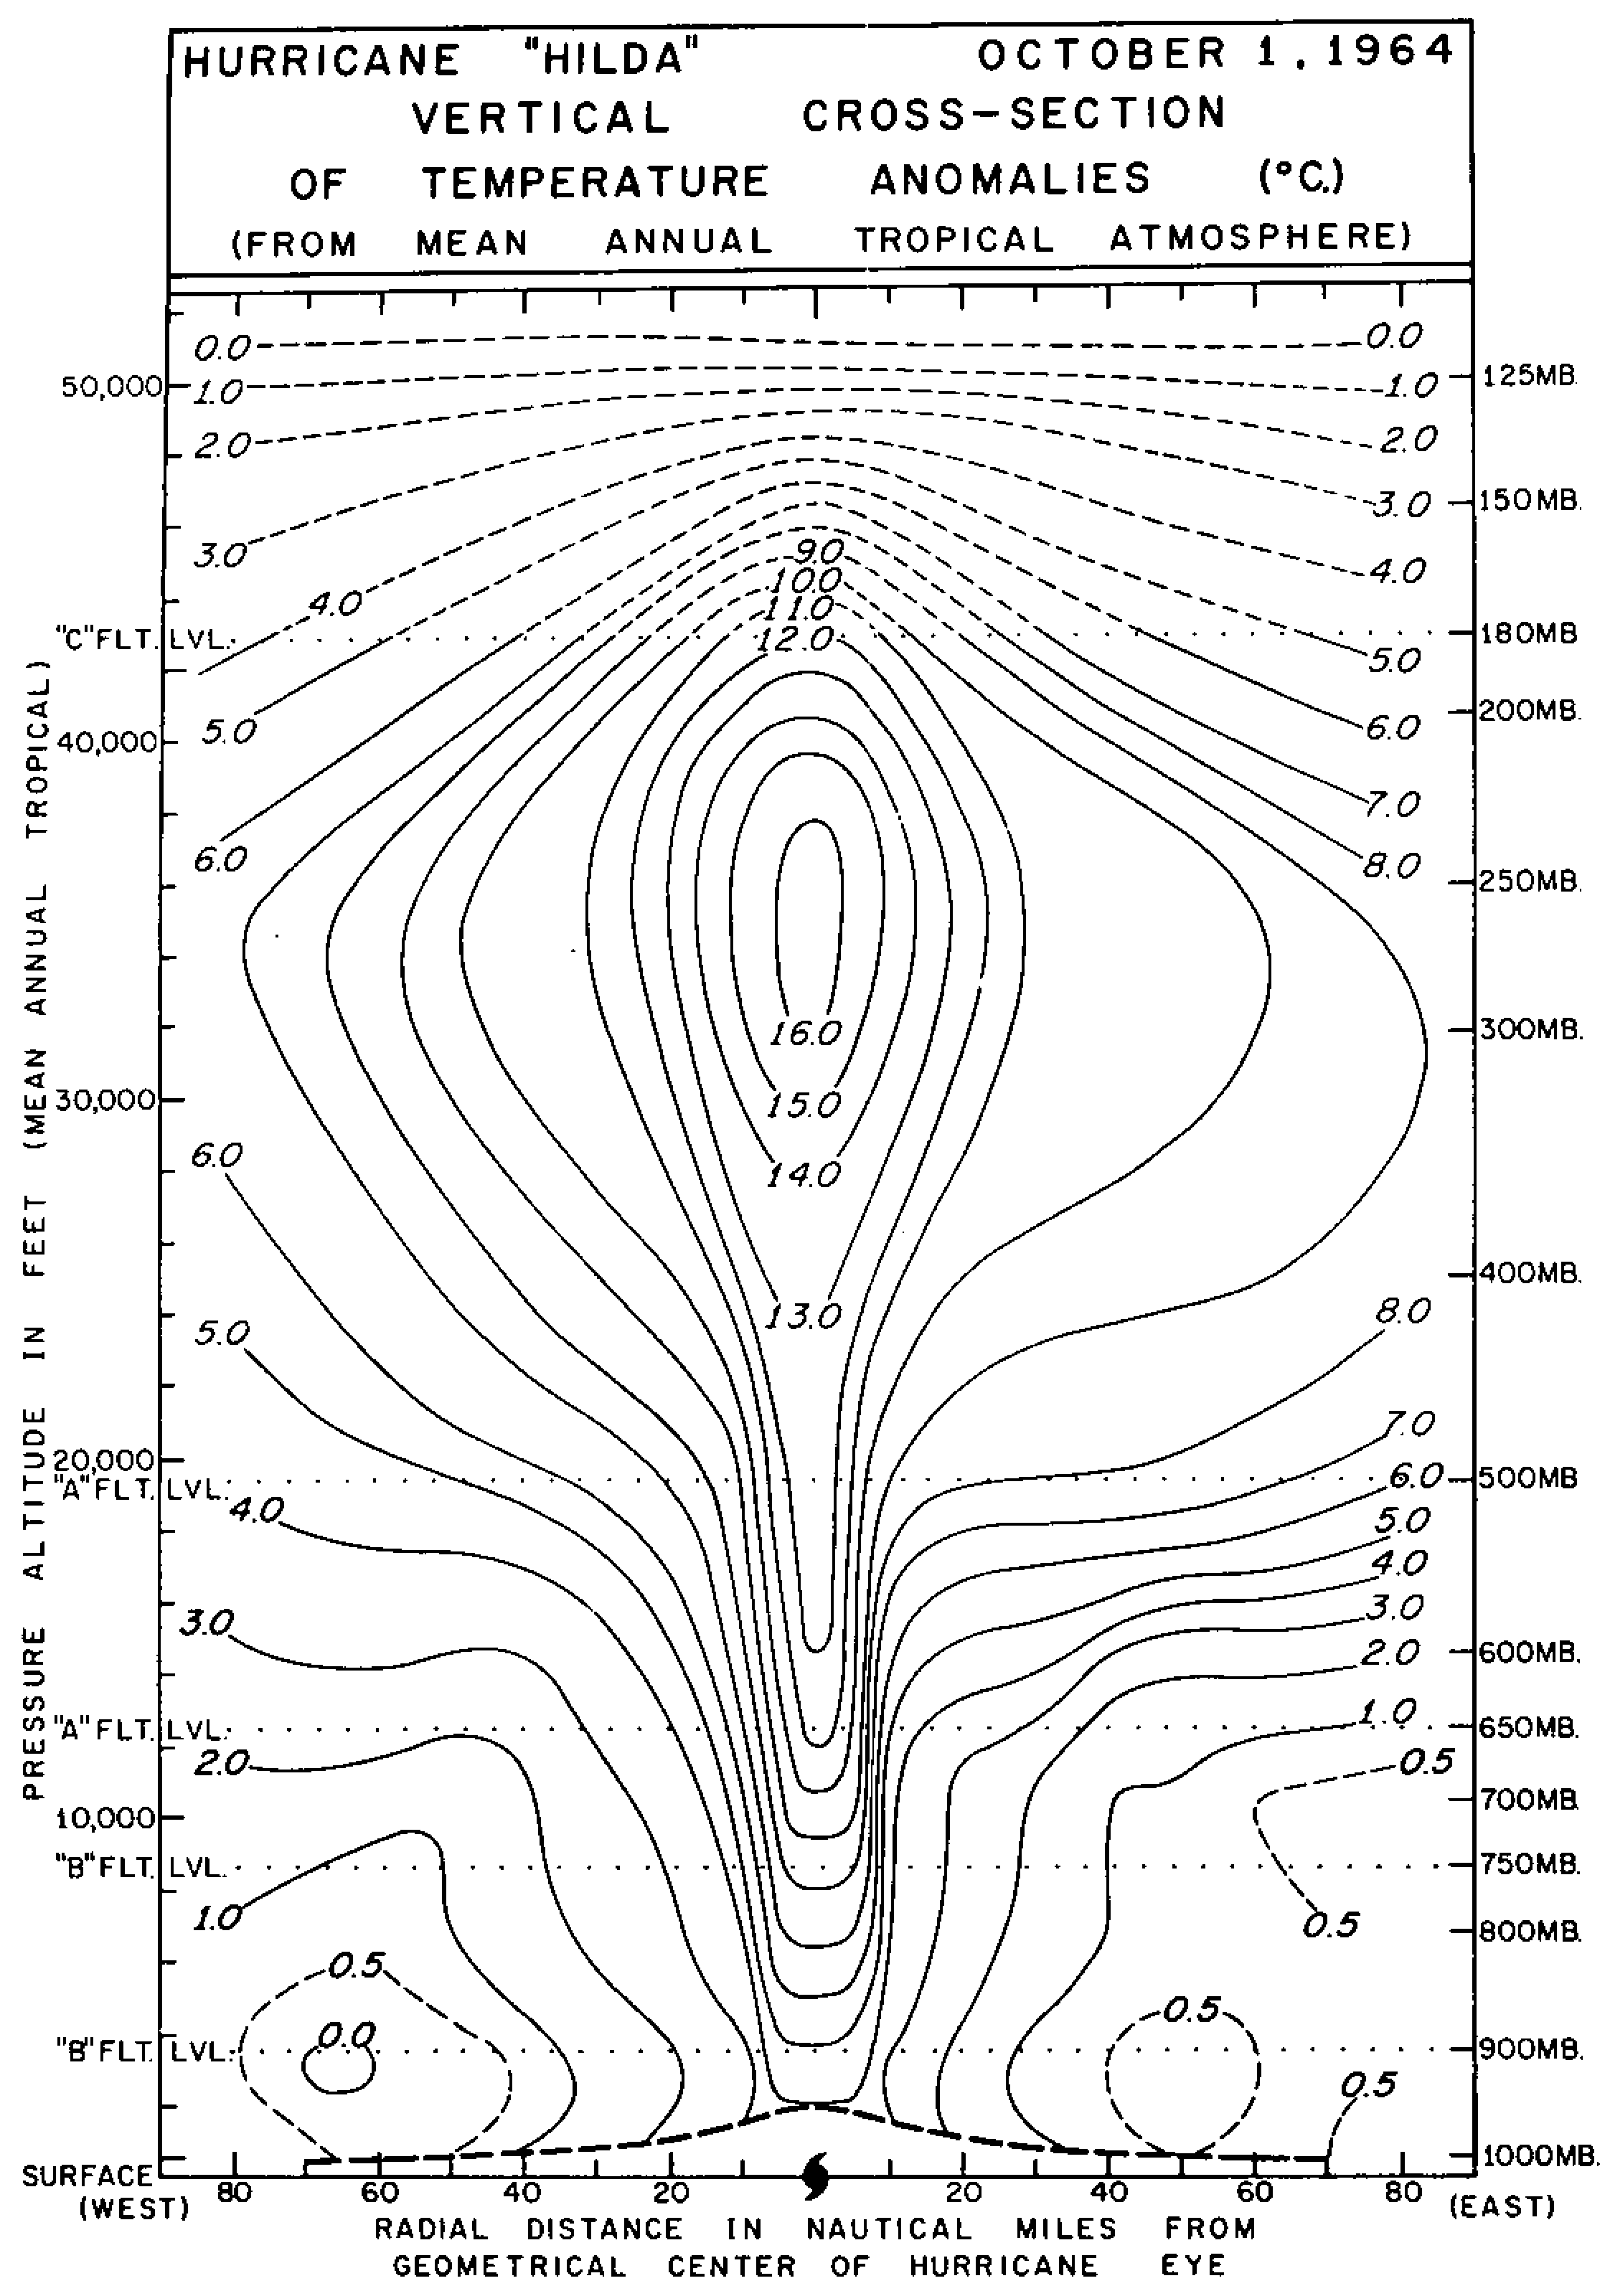 HURRICANE "HILDA" OCTOBER 1, 1964
VERTICAL CROSS-SECTION
OF TEMPERATURE ANOMALIES (°C.)
(FROM MEAN ANNUAL TROPICAL ATMOSPHERE)
0.0 0.0
50,000 1.0 1.0 125MB.
2.0 2.0
3.0 150MB.
3.0 9.0
10.0 4.0
4.0 11.0
"C" FLT. LVL. 12.0 180MB
5.0
5.0 6.0 200MB.
40,000
7.0
6.0 8.0
250MB.
16.0 300MB.
30,000 15.0
6.0 14.0
400MB.
5.0 13.0 8.0
7.0
20,000 6.0 500MB
"A" FLT. LVL.
4.0 5.0
4.0
3.0 3.0
2.0 600MB.
"A" FLT. LVL. 1.0 650MB.
2.0 0.5
10,000 700MB
"B" FLT. LVL. 750MB.
1.0 0.5 800MB.
0.5
0.0 0.5
"B" FLT. LVL. 900MB.
0.5
1000MB.
SURFACE 80 60 40 20 20 40 60 80
(WEST) (EAST)
RADIAL DISTANCE IN NAUTICAL MILES FROM
GEOMETRICAL CENTER OF HURRICANE EYE
PRESSURE ALTITUDE IN FEET (MEAN ANNUAL TROPICAL)